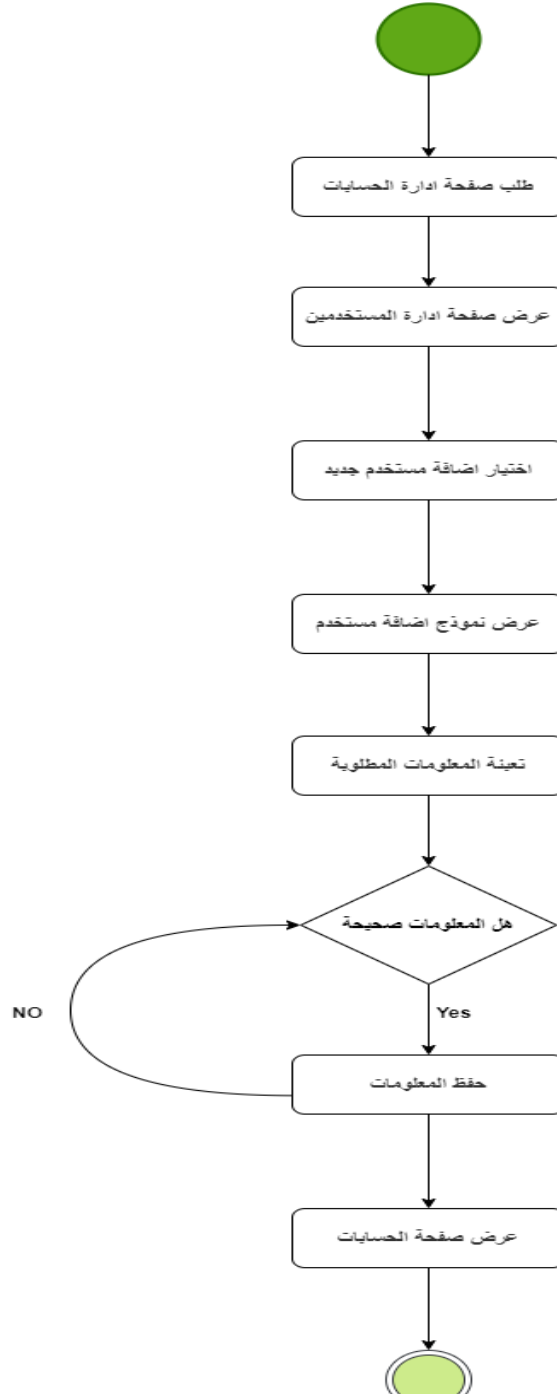 طلب صفحة ادارة الحسابات
عرض صفحة ادارة المستخدمين
اختيار اضافة مستخدم جديد
عرض نموذج اضافة مستخدم
تعبئة المعلومات المطلوبة
هل المعلومات صحيحة
NO
Yes
حفظ المعلومات
عرض صفحة الحسابات